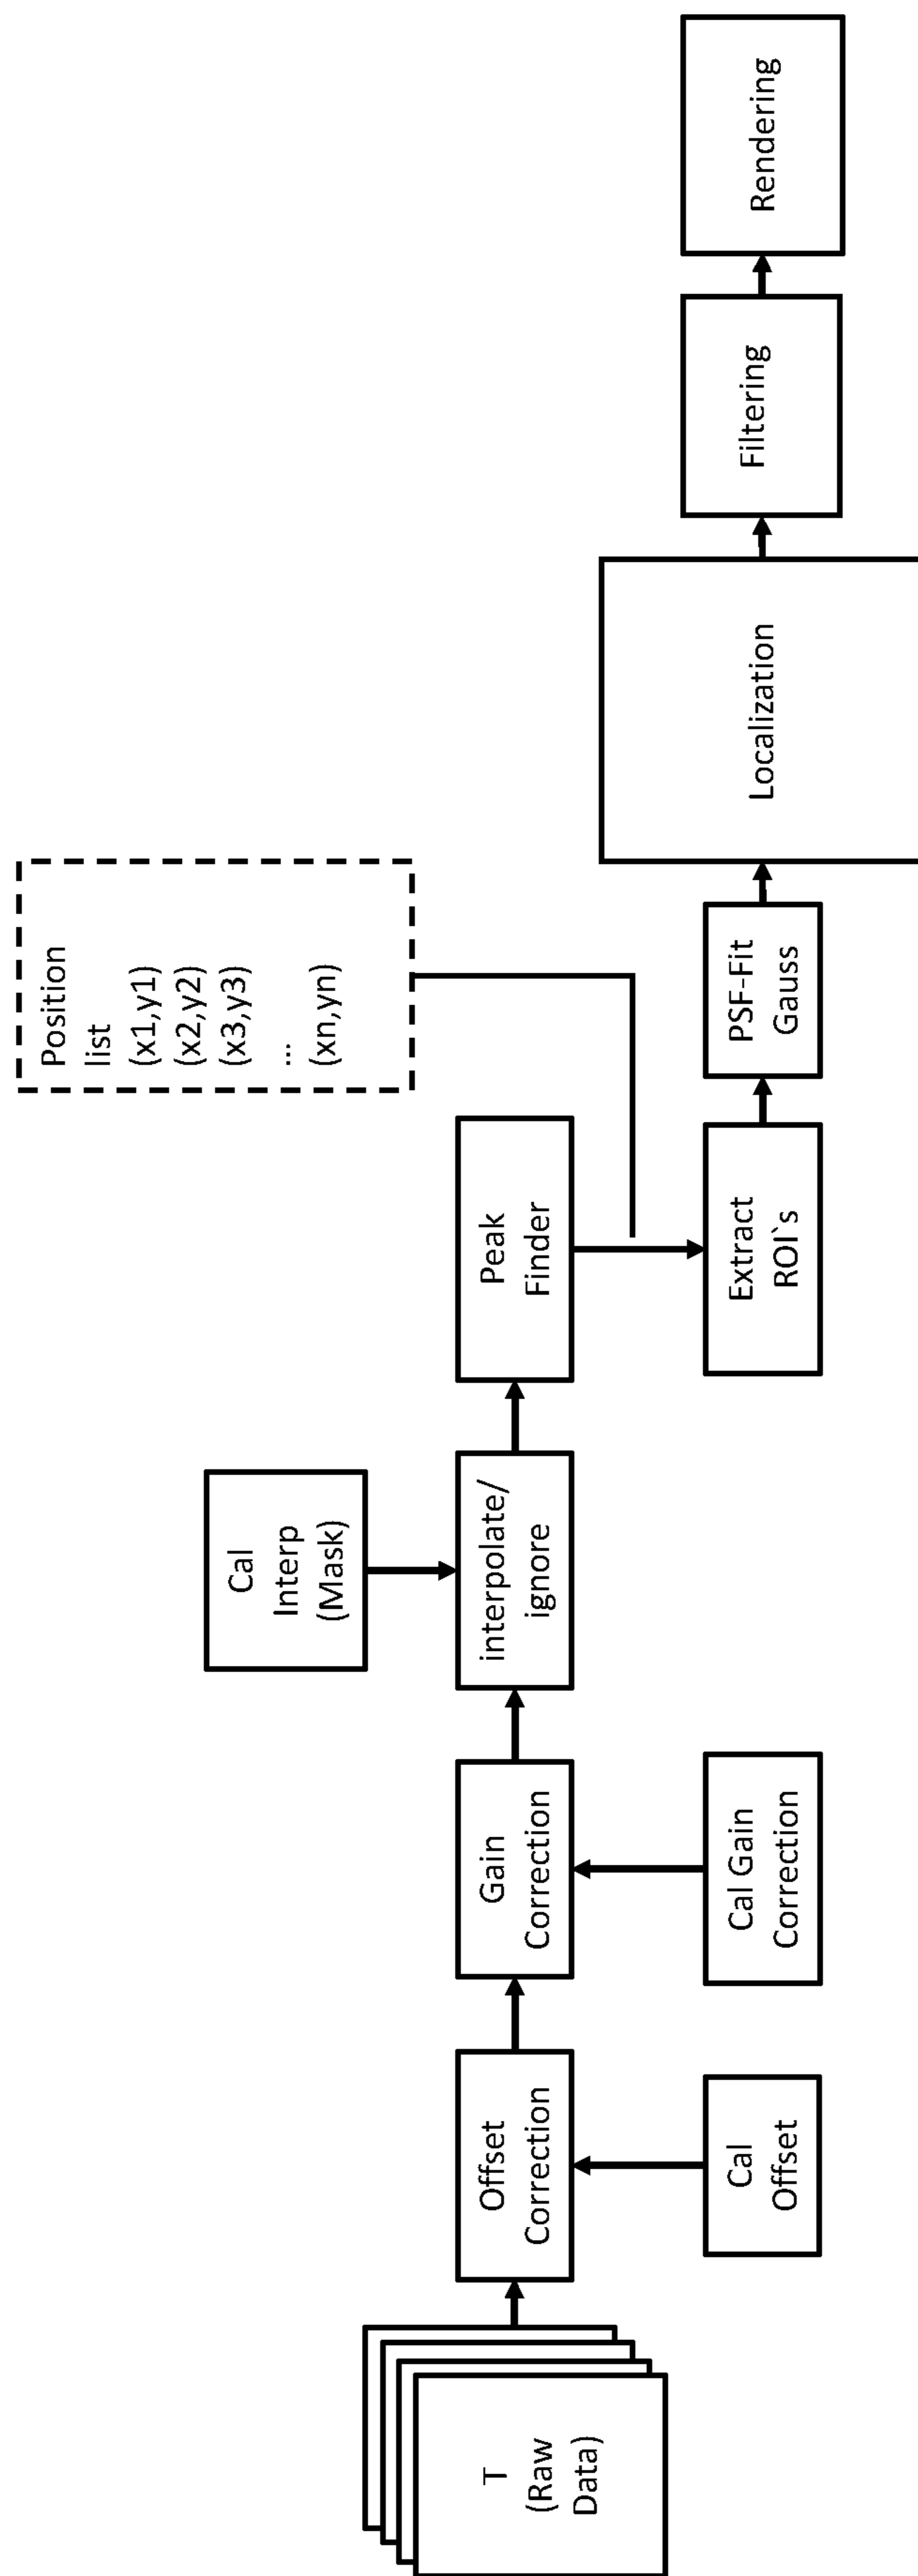 T
(Raw
Data)
Offset
Correction
Cal
Offset
Gain
Correction
Cal Gain
Correction
Cal
Interp
(Mask)
interpolate/
ignore
Peak
Finder
Position
list
(x1,y1)
(x2,y2)
(x3,y3)
...
(xn,yn)
Extract
ROI`s
PSF-Fit
Gauss
Localization
Filtering
Rendering